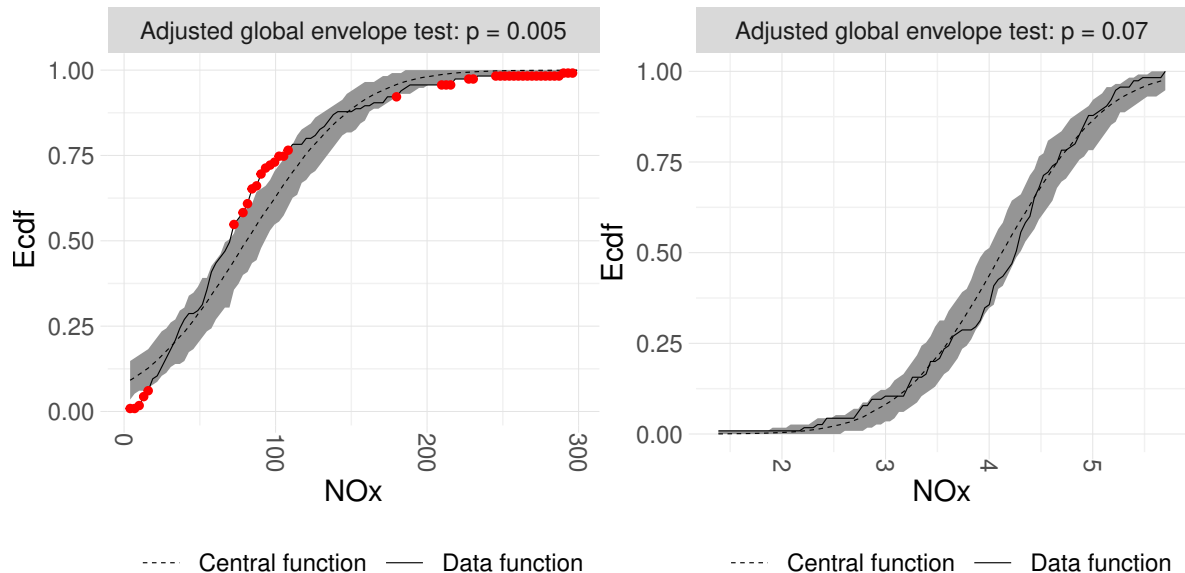 Adjusted global envelope test: p = 0.005
1.00
0.75
0.50
0.25
0.00
Ecdf
0
100
200
300
NOx
Central function
Data function
Adjusted global envelope test: p = 0.07
1.00
0.75
0.50
0.25
0.00
Ecdf
2
3
4
5
NOx
Central function
Data function